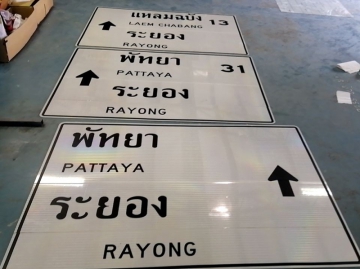 แหลมฉบัง 13
LAEM CHABANG
ระยอง
RAYONG
พัทยา 31
PATTAYA
ระยอง
RAYONG
พัทยา
PATTAYA
ระยอง
RAYONG